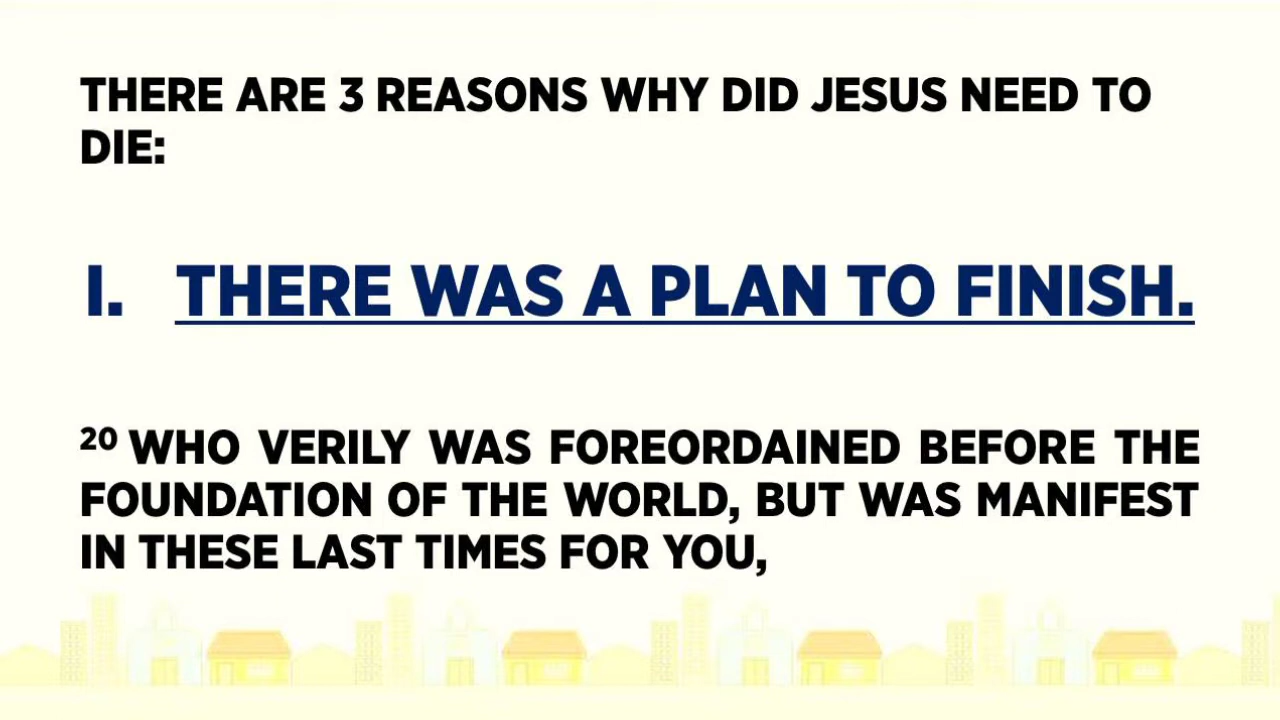 THERE ARE 3 REASONS WHY DID JESUS NEED TO
DIE:
I. THERE WAS A PLAN TO FINISH.
20 WHO VERILY WAS FOREORDAINED BEFORE THE
FOUNDATION OF THE WORLD, BUT WAS MANIFEST
IN THESE LAST TIMES FOR YOU,